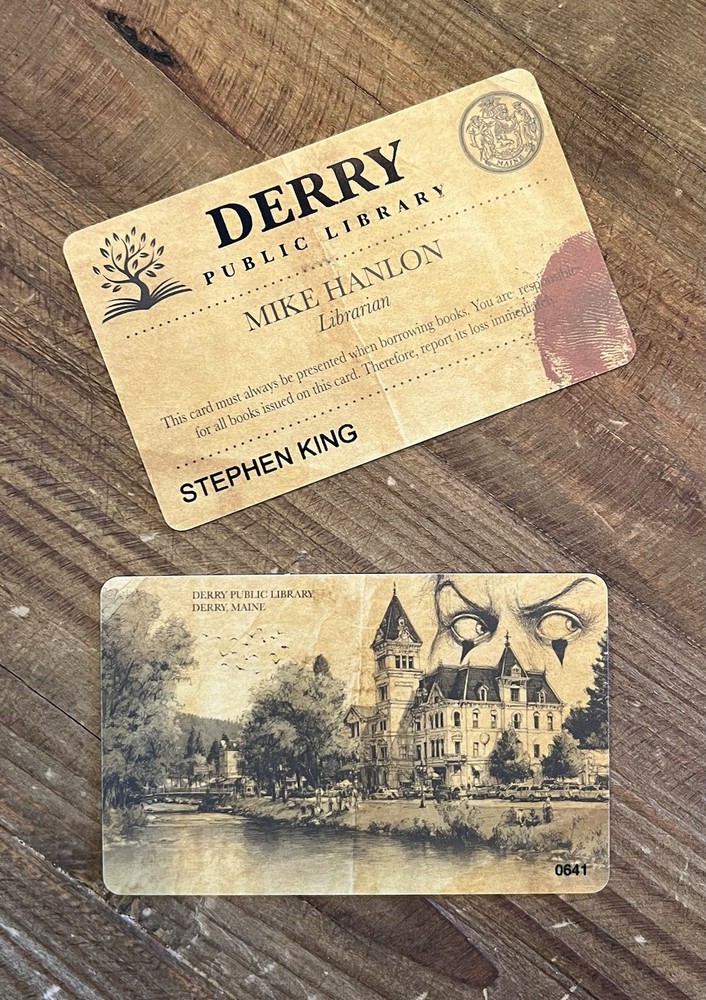 MAINE
DERRY
PUBLIC LIBRARY
MIKE HANLON
Librarian
This card must always be presented when borrowing books. You are responsible
for all books issued on this card. Therefore, report its loss immediately.
STEPHEN KING
DERRY PUBLIC LIBRARY
DERRY, MAINE
0641